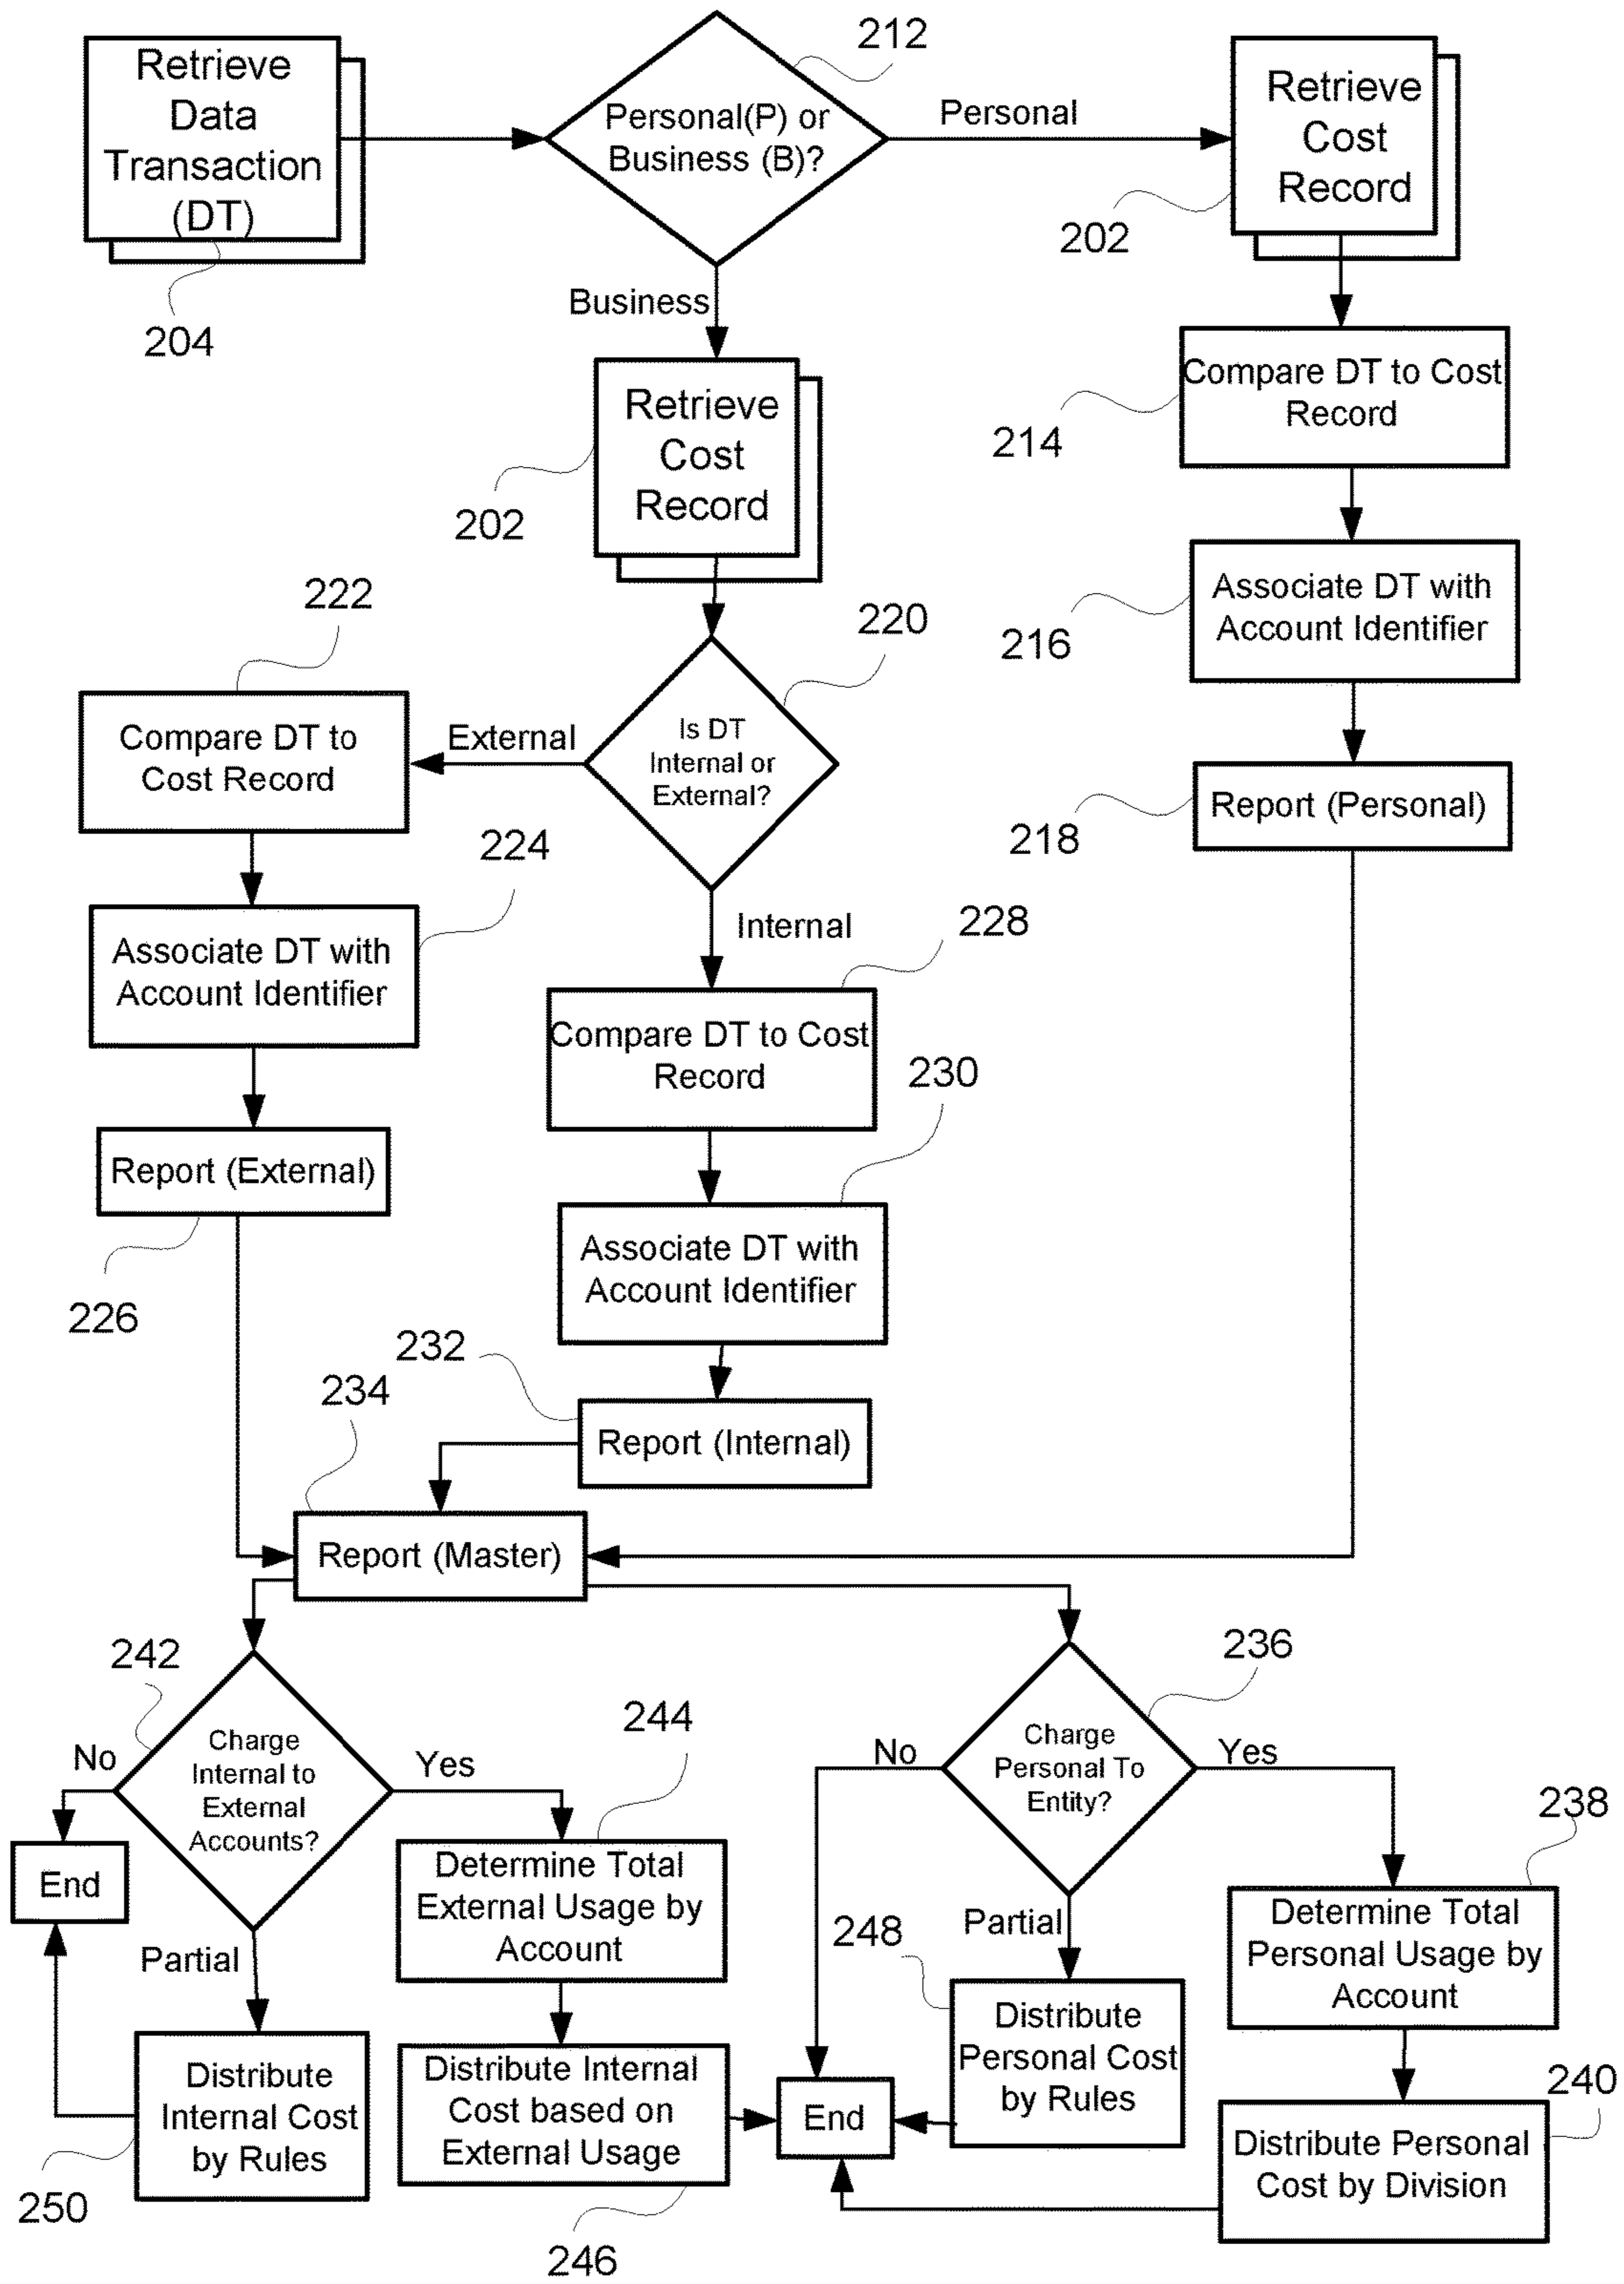 Retrieve
Data
Transaction
(DT)
204
212
Personal(P) or
Business (B)?
Personal
Business
Retrieve
Cost
Record
202
Compare DT to Cost
Record
214
Associate DT with
Account Identifier
216
Report (Personal)
218
Retrieve
Cost
Record
202
220
Is DT
Internal or
External?
External
Internal
222
Compare DT to
Cost Record
224
Associate DT with
Account Identifier
Report (External)
226
228
Compare DT to Cost
Record
230
Associate DT with
Account Identifier
232
Report (Internal)
234
Report (Master)
242
Charge
Internal to
External
Accounts?
No
Yes
Partial
End
Distribute
Internal Cost
by Rules
250
244
Determine Total
External Usage by
Account
Distribute Internal
Cost based on
External Usage
246
236
Charge
Personal To
Entity?
No
Yes
Partial
248
Distribute
Personal Cost
by Rules
End
238
Determine Total
Personal Usage by
Account
240
Distribute Personal
Cost by Division